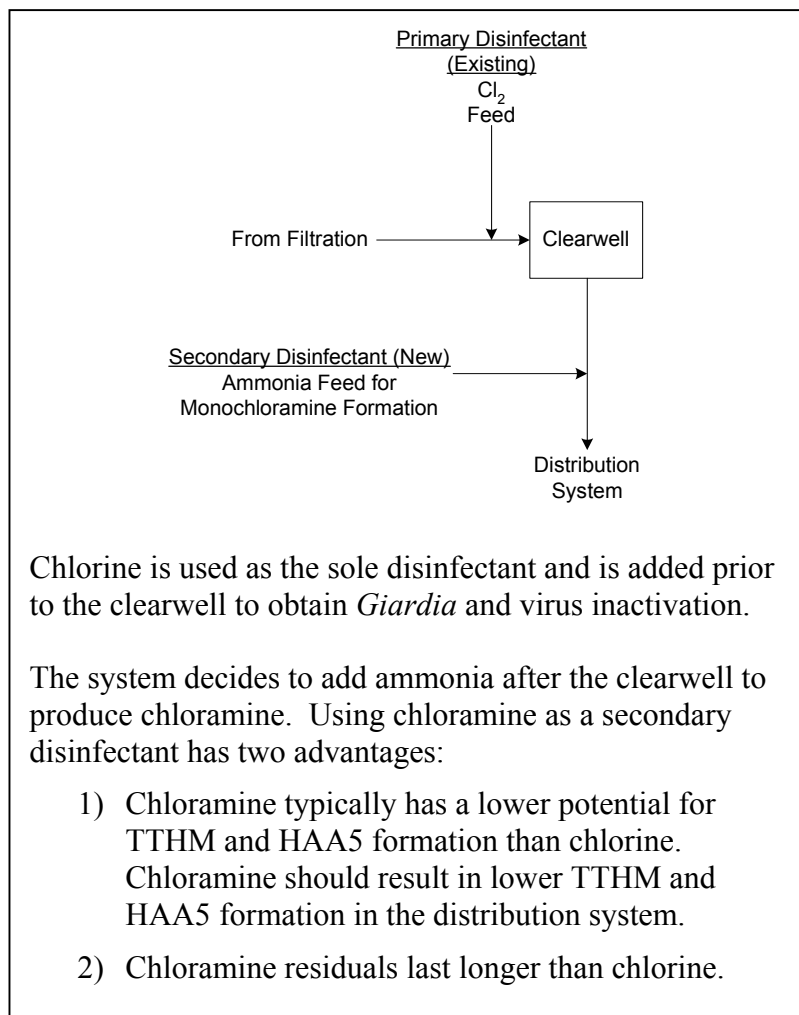 Primary Disinfectant
(Existing)
Cl₂
Feed
From Filtration
Clearwell
Secondary Disinfectant (New)
Ammonia Feed for
Monochloramine Formation
Distribution
System
Chlorine is used as the sole disinfectant and is added prior
to the clearwell to obtain Giardia and virus inactivation.
The system decides to add ammonia after the clearwell to
produce chloramine.  Using chloramine as a secondary
disinfectant has two advantages:
1) Chloramine typically has a lower potential for
TTHM and HAA5 formation than chlorine.
Chloramine should result in lower TTHM and
HAA5 formation in the distribution system.
2) Chloramine residuals last longer than chlorine.